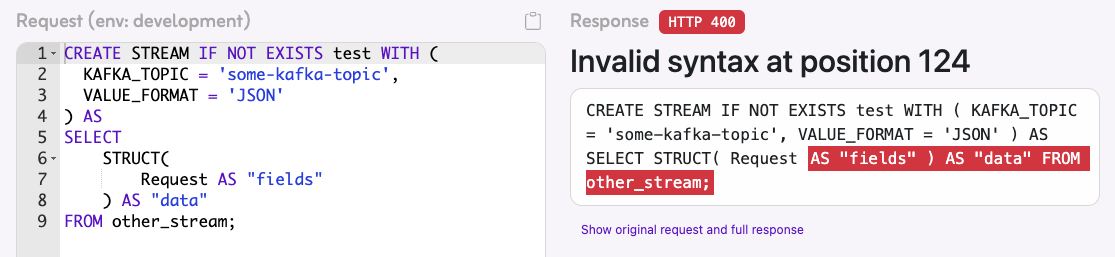 Request (env: development)
1 CREATE STREAM IF NOT EXISTS test WITH (
2   KAFKA_TOPIC = 'some-kafka-topic',
3   VALUE_FORMAT = 'JSON'
4 ) AS
5 SELECT
6     STRUCT(
7         Request AS "fields"
8     ) AS "data"
9 FROM other_stream;
Response HTTP 400
Invalid syntax at position 124
CREATE STREAM IF NOT EXISTS test WITH ( KAFKA_TOPIC
= 'some-kafka-topic', VALUE_FORMAT = 'JSON' ) AS
SELECT STRUCT( Request AS "fields" ) AS "data" FROM
other_stream;
Show original request and full response